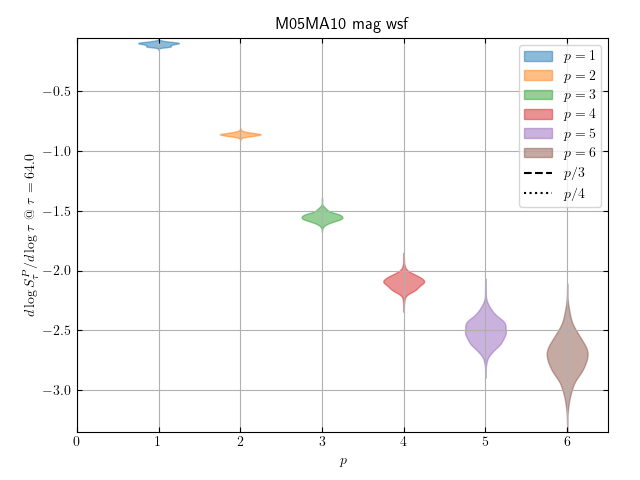 M05MA10 mag wsf
−0.5
−1.0
−1.5
−2.0
−2.5
−3.0
d log S_τ^P / d log τ @ τ = 64.0
0 1 2 3 4 5 6
p
p = 1
p = 2
p = 3
p = 4
p = 5
p = 6
p/3
p/4